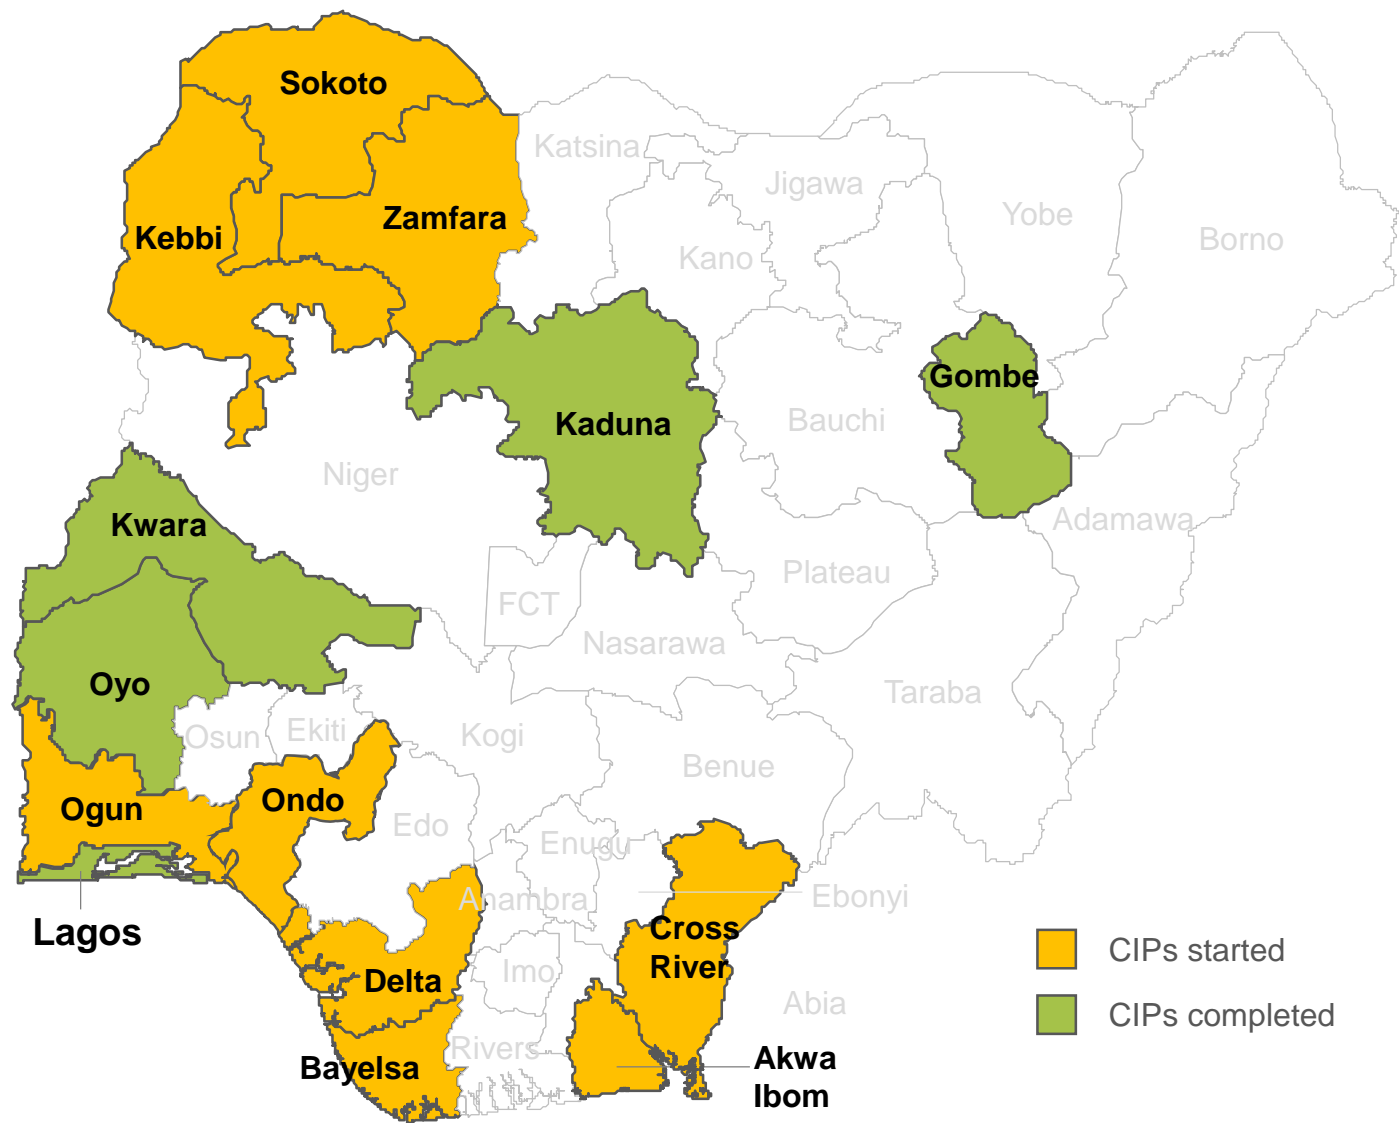 Sokoto
Katsina
Jigawa
Zamfara
Yobe
Kebbi
Borno
Kano
Gombe
Kaduna
Bauchi
Niger
Kwara
Adamawa
Plateau
FCT
Nasarawa
Oyo
Taraba
Osun
Ekiti
Kogi
Benue
Ogun
Ondo
Edo
Enugu
Anambra
Ebonyi
Lagos
Cross
River
CIPs started
Imo
Delta
Abia
CIPs completed
Rivers
Bayelsa
Akwa
Ibom